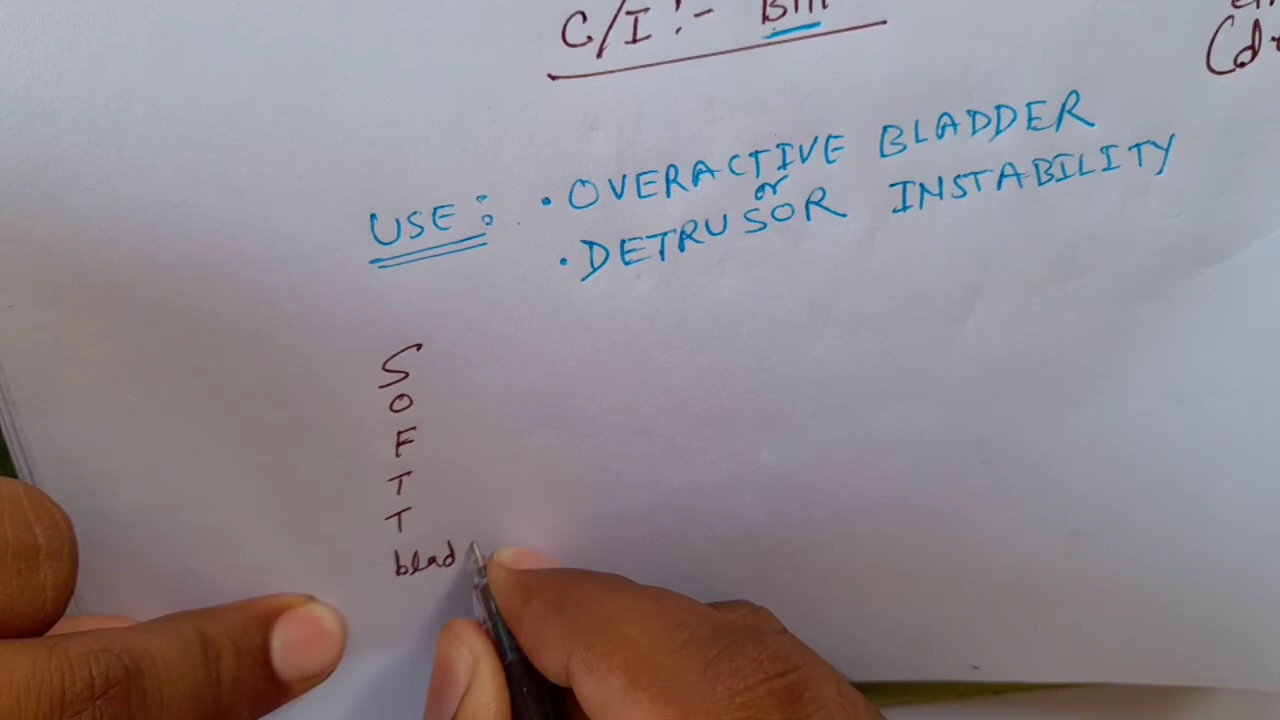 C/I :-
USE : • OVERACTIVE BLADDER
or
• DETRUSOR INSTABILITY
S
O
F
T
T
blad